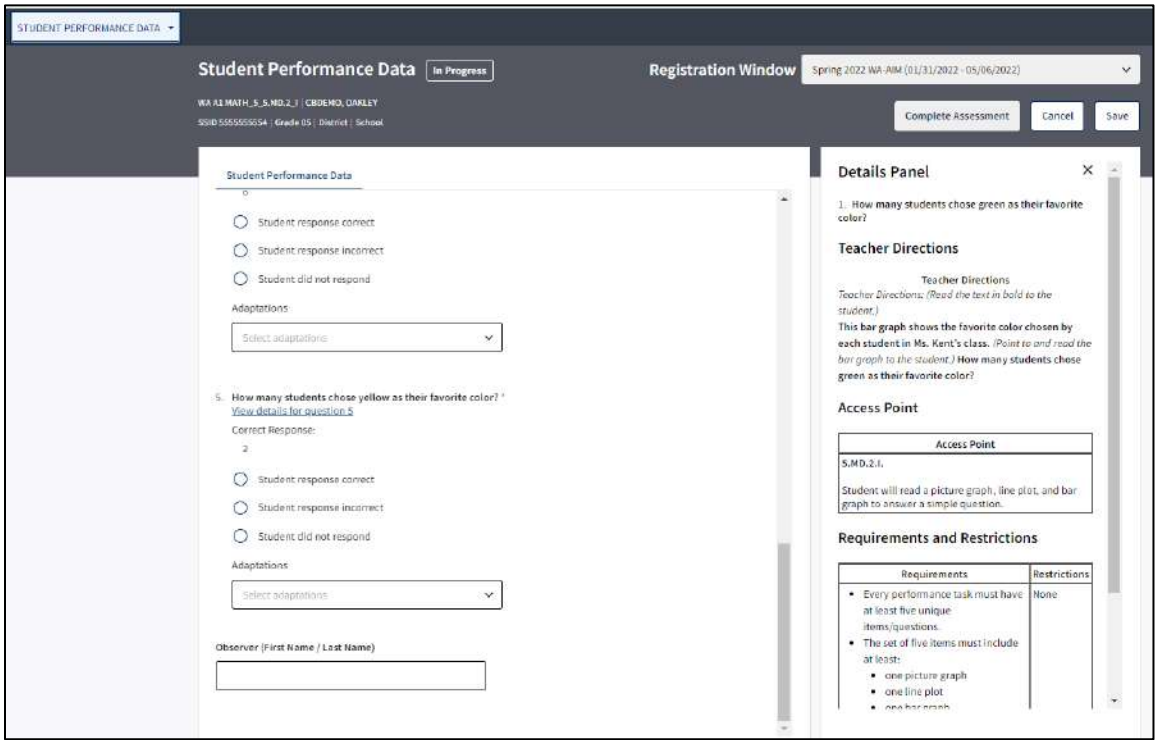 STUDENT PERFORMANCE DATA
Student Performance Data In Progress
Registration Window Spring 2022 WA-AIM (01/31/2022 - 05/06/2022)
WA A1 MATH_5_5.MD.2_I | CBDEMO, OAKLEY
SSID 5555555554 | Grade 05 | District | School
Complete Assessment Cancel Save
Student Performance Data
Student response correct
Student response incorrect
Student did not respond
Adaptations
Select adaptations
5. How many students chose yellow as their favorite color? *
View details for question 5
Correct Response:
2
Student response correct
Student response incorrect
Student did not respond
Adaptations
Select adaptations
Observer (First Name / Last Name)
Details Panel
1. How many students chose green as their favorite
color?
Teacher Directions
Teacher Directions
Teacher Directions: (Read the text in bold to the
student.)
This bar graph shows the favorite color chosen by
each student in Ms. Kent's class. (Point to and read the
bar graph to the student.) How many students chose
green as their favorite color?
Access Point
Access Point
5.MD.2.I.
Student will read a picture graph, line plot, and bar
graph to answer a simple question.
Requirements and Restrictions
Requirements Restrictions
• Every performance task must have None
at least five unique
items/questions.
• The set of five items must include
at least:
• one picture graph
• one line plot
• one bar graph